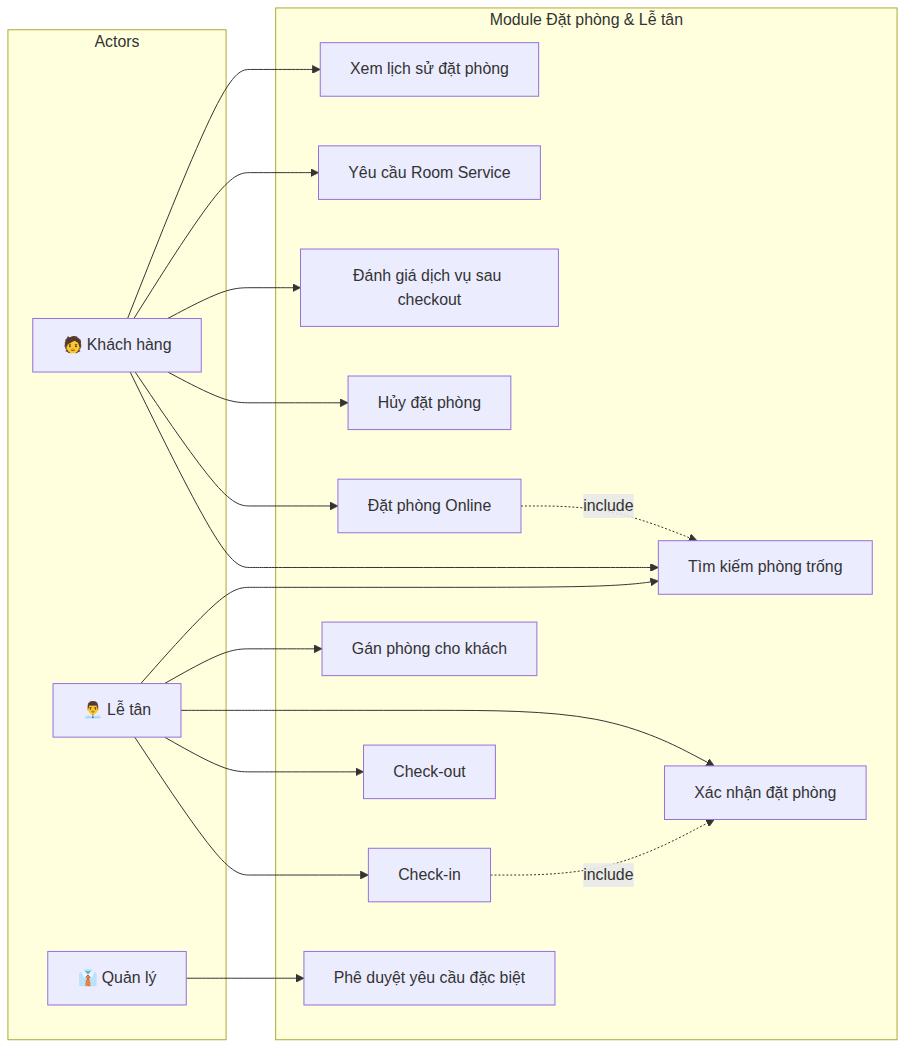 Actors
🧑 Khách hàng
👨‍💼 Lễ tân
👔 Quản lý
Module Đặt phòng & Lễ tân
Xem lịch sử đặt phòng
Yêu cầu Room Service
Đánh giá dịch vụ sau
checkout
Hủy đặt phòng
Đặt phòng Online
include
Tìm kiếm phòng trống
Gán phòng cho khách
Check-out
Xác nhận đặt phòng
Check-in
include
Phê duyệt yêu cầu đặc biệt